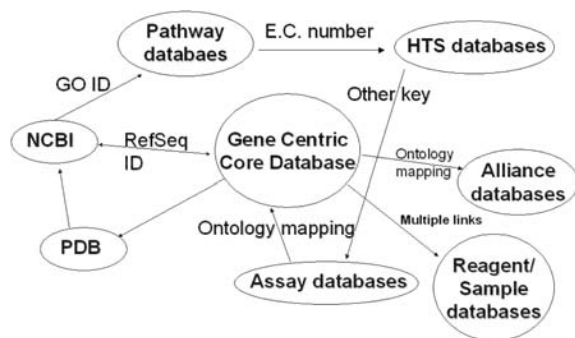 Pathway
databaes
E.C. number
HTS databases
GO ID
Other key
NCBI
RefSeq
ID
Gene Centric
Core Database
Ontology
mapping
Alliance
databases
Multiple links
Ontology mapping
PDB
Assay databases
Reagent/
Sample
databases